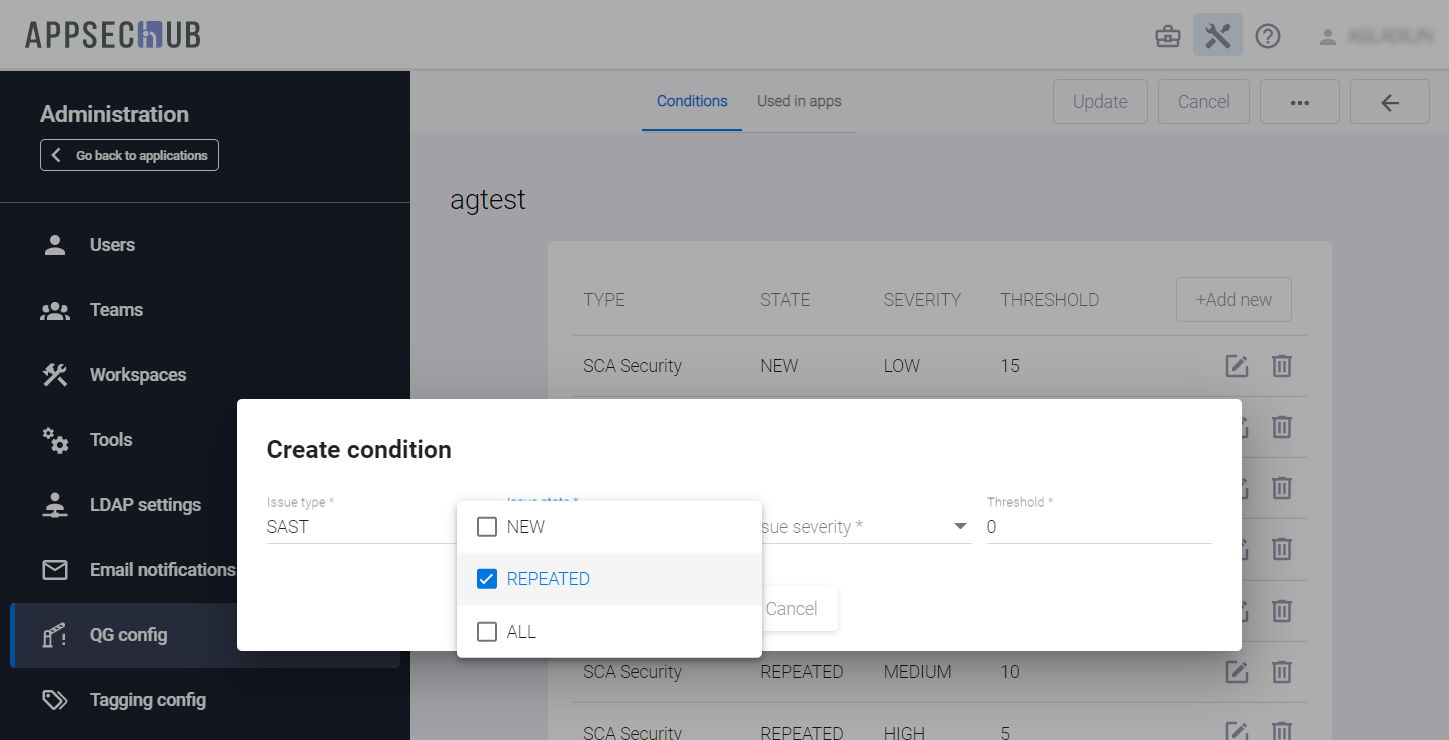 APPSECHUB
Administration
Go back to applications
Users
Teams
Workspaces
Tools
LDAP settings
Email notifications
QG config
Tagging config
Conditions Used in apps
Update Cancel
agtest
TYPE STATE SEVERITY THRESHOLD +Add new
SCA Security NEW LOW 15
Create condition
Issue type * Issue state * Threshold *
SAST sue severity * 0
NEW
REPEATED
ALL
Cancel
SCA Security REPEATED MEDIUM 10
SCA Security REPEATED HIGH 5